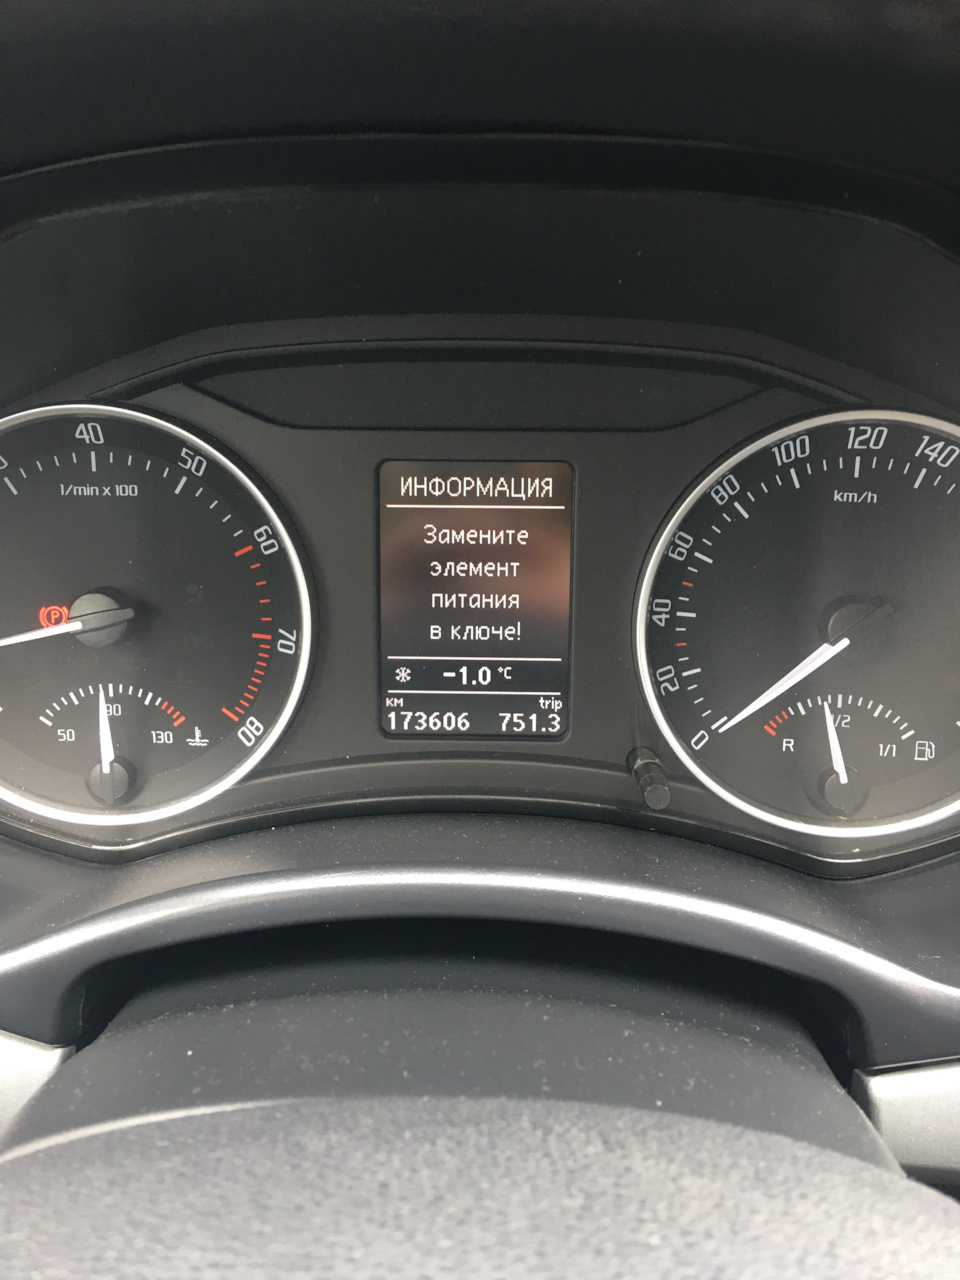 40
50
60
70
80
1/min x 100
P
50
90
130
ИНФОРМАЦИЯ
Замените
элемент
питания
в ключе!
-1.0 °C
км trip
173606 751.3
0
20
40
60
80
100
120
140
km/h
R
1/2
1/1